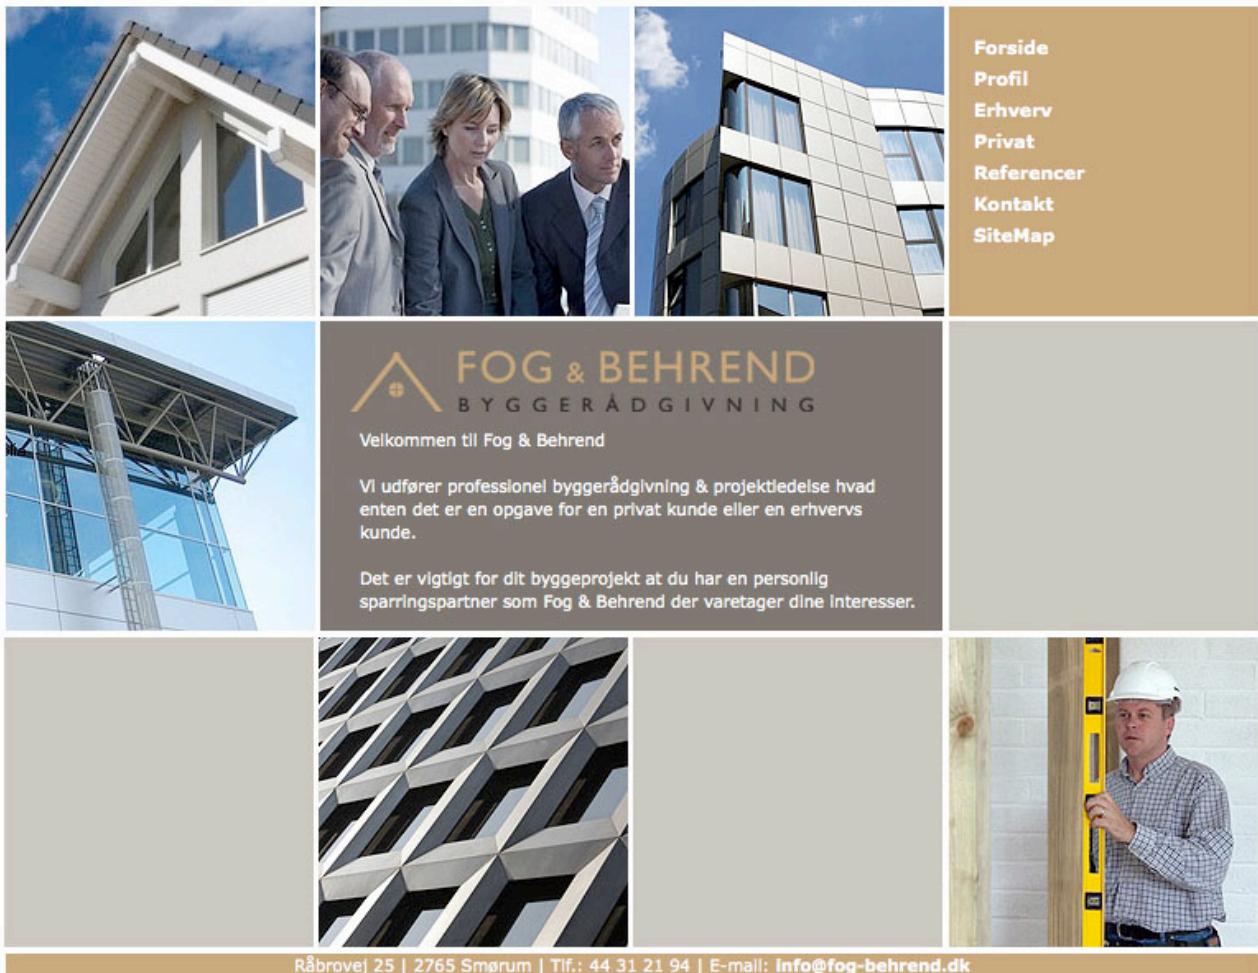 Forside
Profil
Erhverv
Privat
Referencer
Kontakt
SiteMap
FOG & BEHREND
BYGGERÅDGIVNING
Velkommen til Fog & Behrend
Vi udfører professionel byggerådgivning & projektledelse hvad
enten det er en opgave for en privat kunde eller en erhvervs
kunde.
Det er vigtigt for dit byggeprojekt at du har en personlig
sparringspartner som Fog & Behrend der varetager dine interesser.
Råbrovej 25 | 2765 Smørum | Tlf.: 44 31 21 94 | E-mail: info@fog-behrend.dk